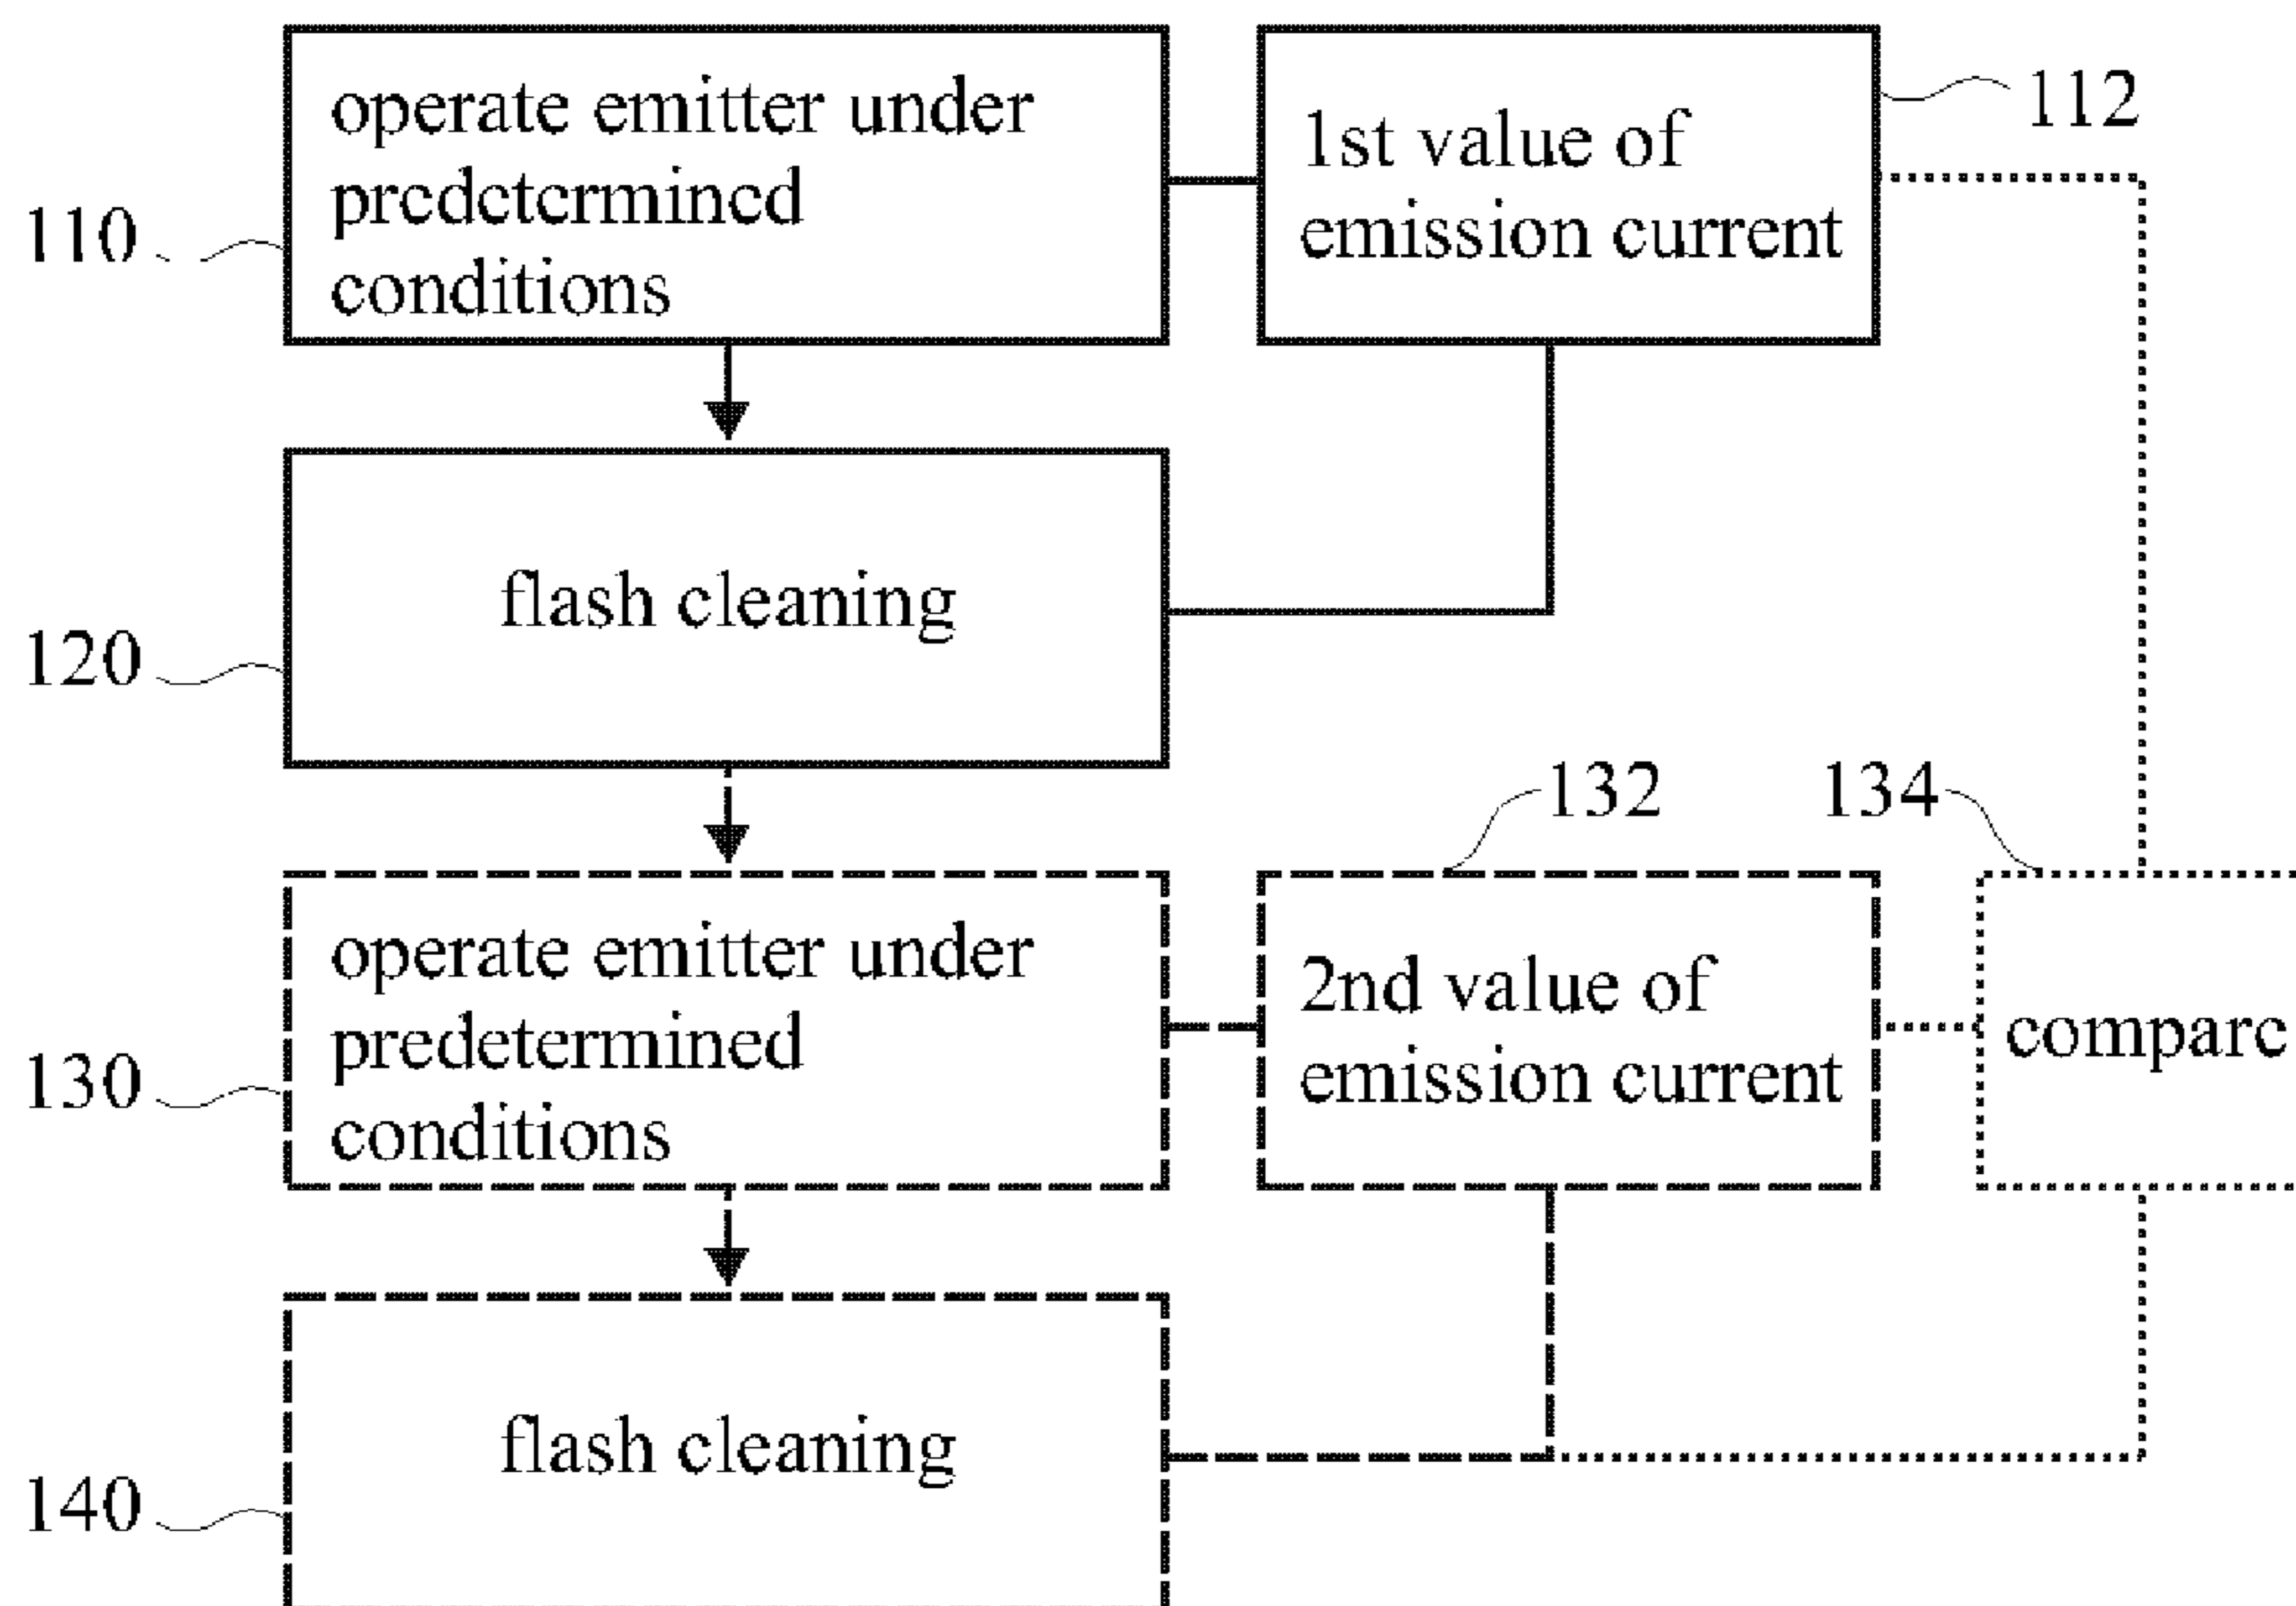 operate emitter under
predetermined
conditions
110
1st value of
emission current
112
flash cleaning
120
132
134
operate emitter under
predetermined
conditions
130
2nd value of
emission current
compare
flash cleaning
140